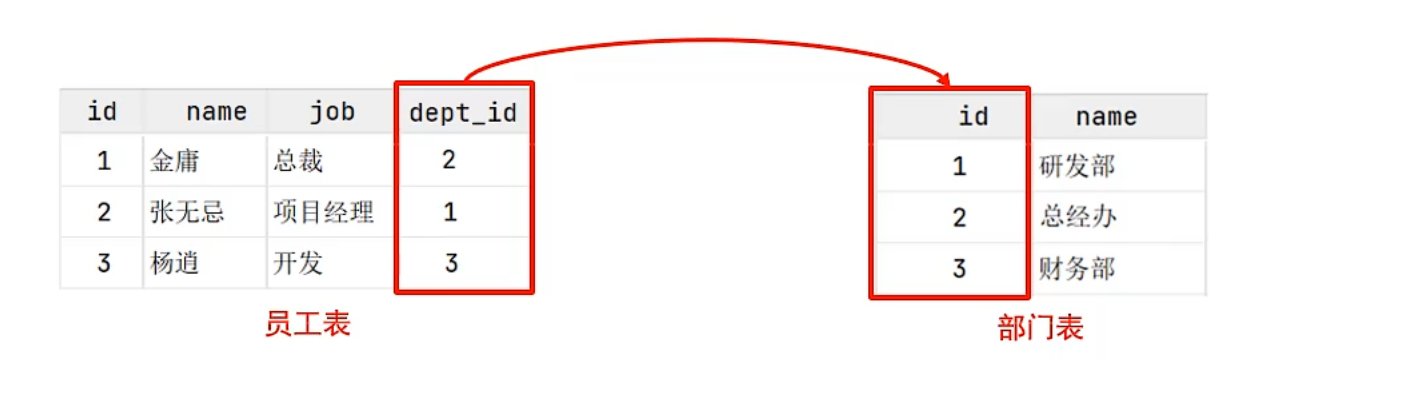 id name job dept_id
1 金庸 总裁 2
2 张无忌 项目经理 1
3 杨逍 开发 3
员工表
id name
1 研发部
2 总经办
3 财务部
部门表